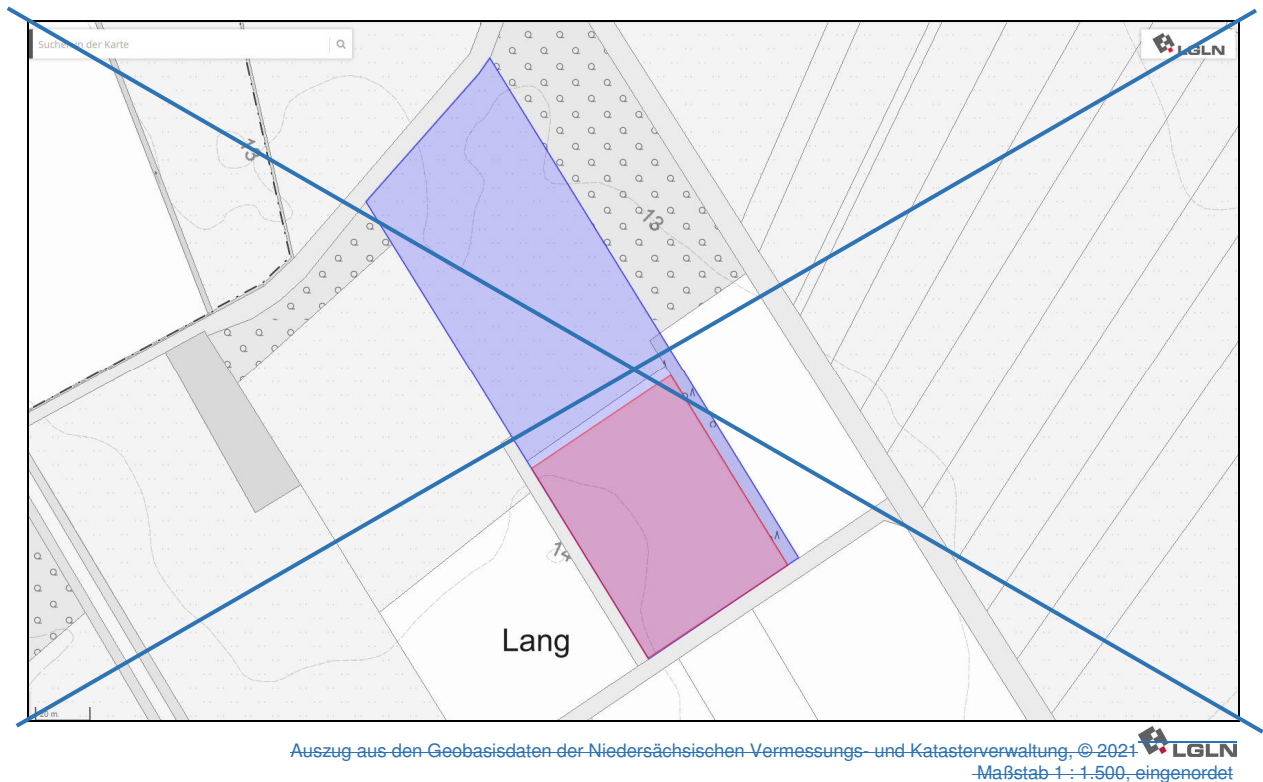 Suchen in der Karte
LGLN
13
13
14
Lang
20 m
Auszug aus den Geobasisdaten der Niedersächsischen Vermessungs- und Katasterverwaltung, © 2021 LGLN
Maßstab 1 : 1.500, eingenordet